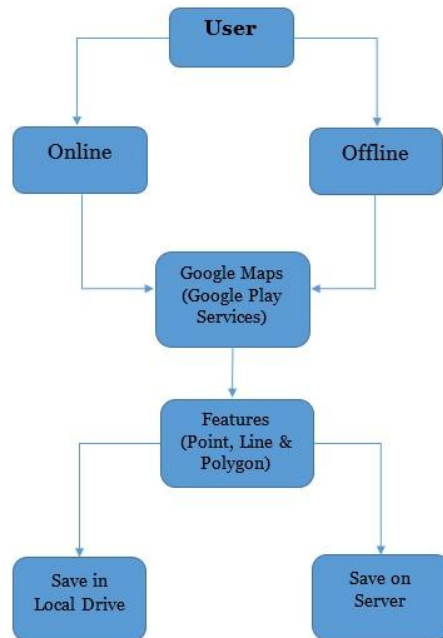 User
Online
Offline
Google Maps
(Google Play
Services)
Features
(Point, Line &
Polygon)
Save in
Local Drive
Save on
Server